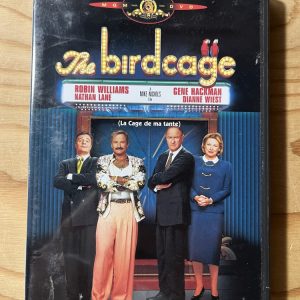 MGM DVD
The birdcage
ROBIN WILLIAMS
NATHAN LANE
A
MIKE NICHOLS
FILM
GENE HACKMAN
DIANNE WIEST
(La Cage de ma tante)